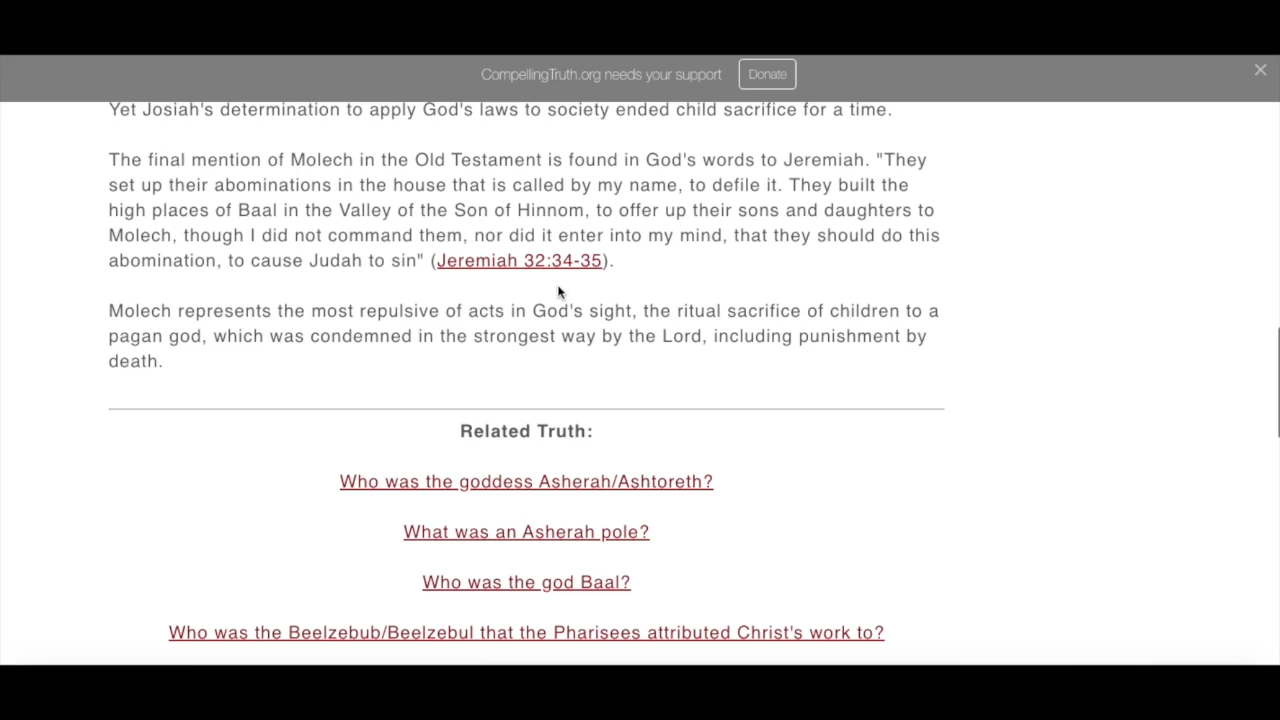 CompellingTruth.org needs your support
Donate
Yet Josiah's determination to apply God's laws to society ended child sacrifice for a time.
The final mention of Molech in the Old Testament is found in God's words to Jeremiah. "They
set up their abominations in the house that is called by my name, to defile it. They built the
high places of Baal in the Valley of the Son of Hinnom, to offer up their sons and daughters to
Molech, though I did not command them, nor did it enter into my mind, that they should do this
abomination, to cause Judah to sin" (Jeremiah 32:34-35).
Molech represents the most repulsive of acts in God's sight, the ritual sacrifice of children to a
pagan god, which was condemned in the strongest way by the Lord, including punishment by
death.
Related Truth:
Who was the goddess Asherah/Ashtoreth?
What was an Asherah pole?
Who was the god Baal?
Who was the Beelzebub/Beelzebul that the Pharisees attributed Christ's work to?